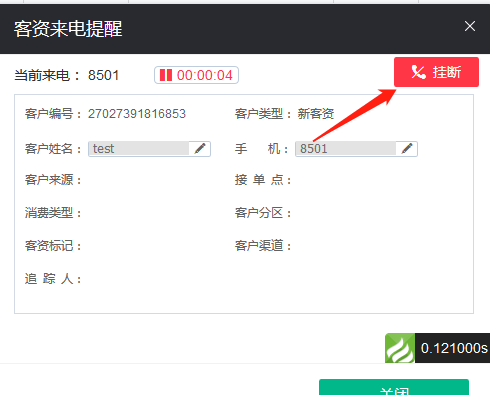 客资来电提醒
当前来电： 8501 00:00:04 挂断
客户编号：27027391816853 客户类型：新客资
客户姓名：test 手 机：8501
客户来源： 接 单 点：
消费类型： 客户分区：
客资标记： 客户渠道：
追 踪 人：
0.121000s
关闭